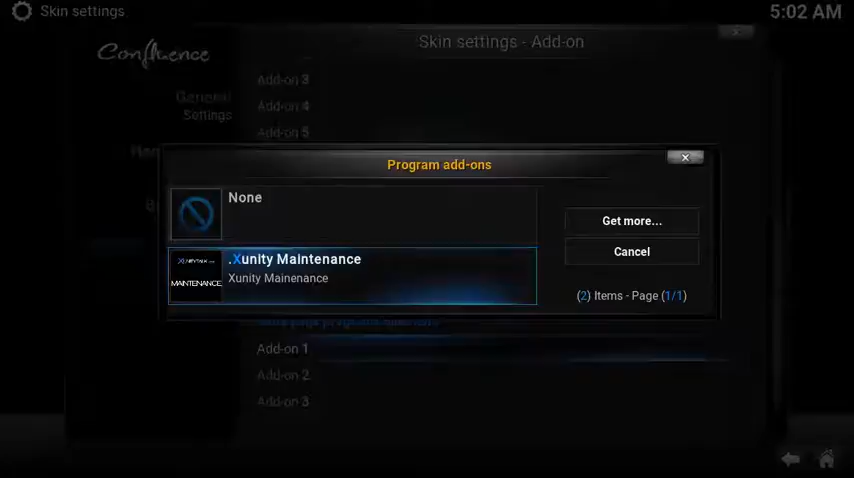 Skin settings
5:02 AM
Confluence
Skin settings - Add-on
General
Settings
Add-on 3
Add-on 4
Add-on 5
Program add-ons
None
.Xunity Maintenance
Xunity Mainenance
MAINTENANCE
Get more...
Cancel
(2) Items - Page (1/1)
Add-on 1
Add-on 2
Add-on 3